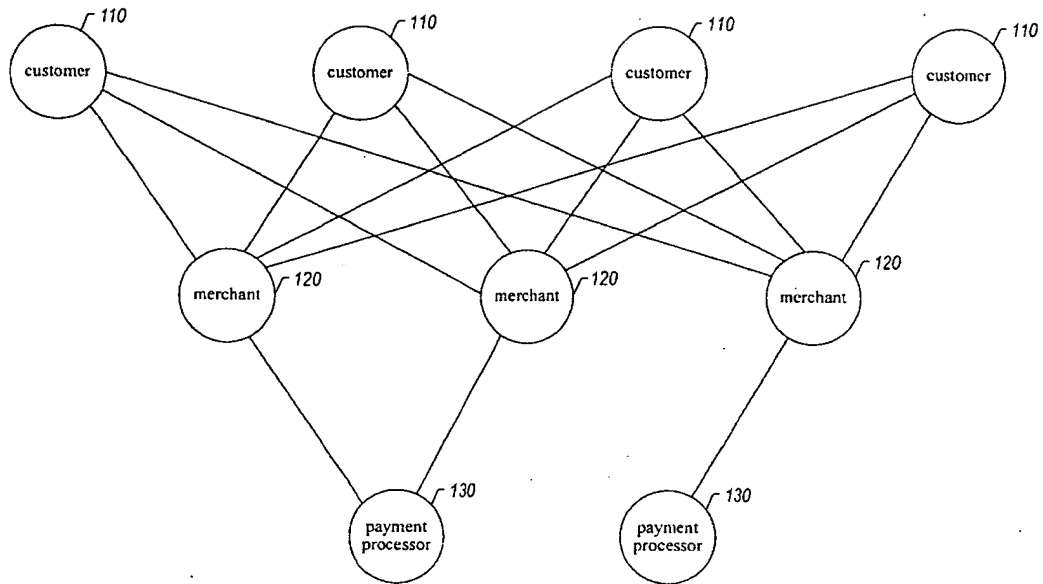 110
110
110
110
customer
customer
customer
customer
120
120
120
merchant
merchant
merchant
130
130
payment
processor
payment
processor